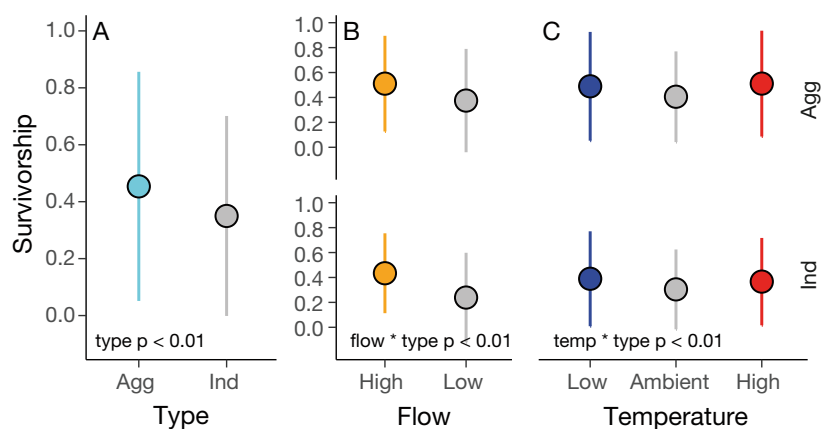 A
B
C
Survivorship
1.0
0.8
0.6
0.4
0.2
0.0
type p < 0.01
Agg
Ind
Type
1.0
0.8
0.6
0.4
0.2
0.0
1.0
0.8
0.6
0.4
0.2
0.0
flow * type p < 0.01
High
Low
Flow
temp * type p < 0.01
Low
Ambient
High
Temperature
Agg
Ind